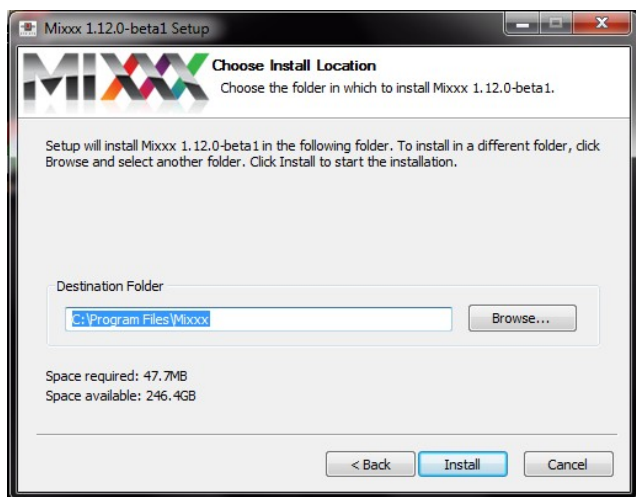 Mixxx 1.12.0-beta1 Setup
MIXXX
Choose Install Location
Choose the folder in which to install Mixxx 1.12.0-beta1.
Setup will install Mixxx 1.12.0-beta1 in the following folder. To install in a different folder, click
Browse and select another folder. Click Install to start the installation.
Destination Folder
C:\Program Files\Mixxx
Browse...
Space required: 47.7MB
Space available: 246.4GB
< Back
Install
Cancel